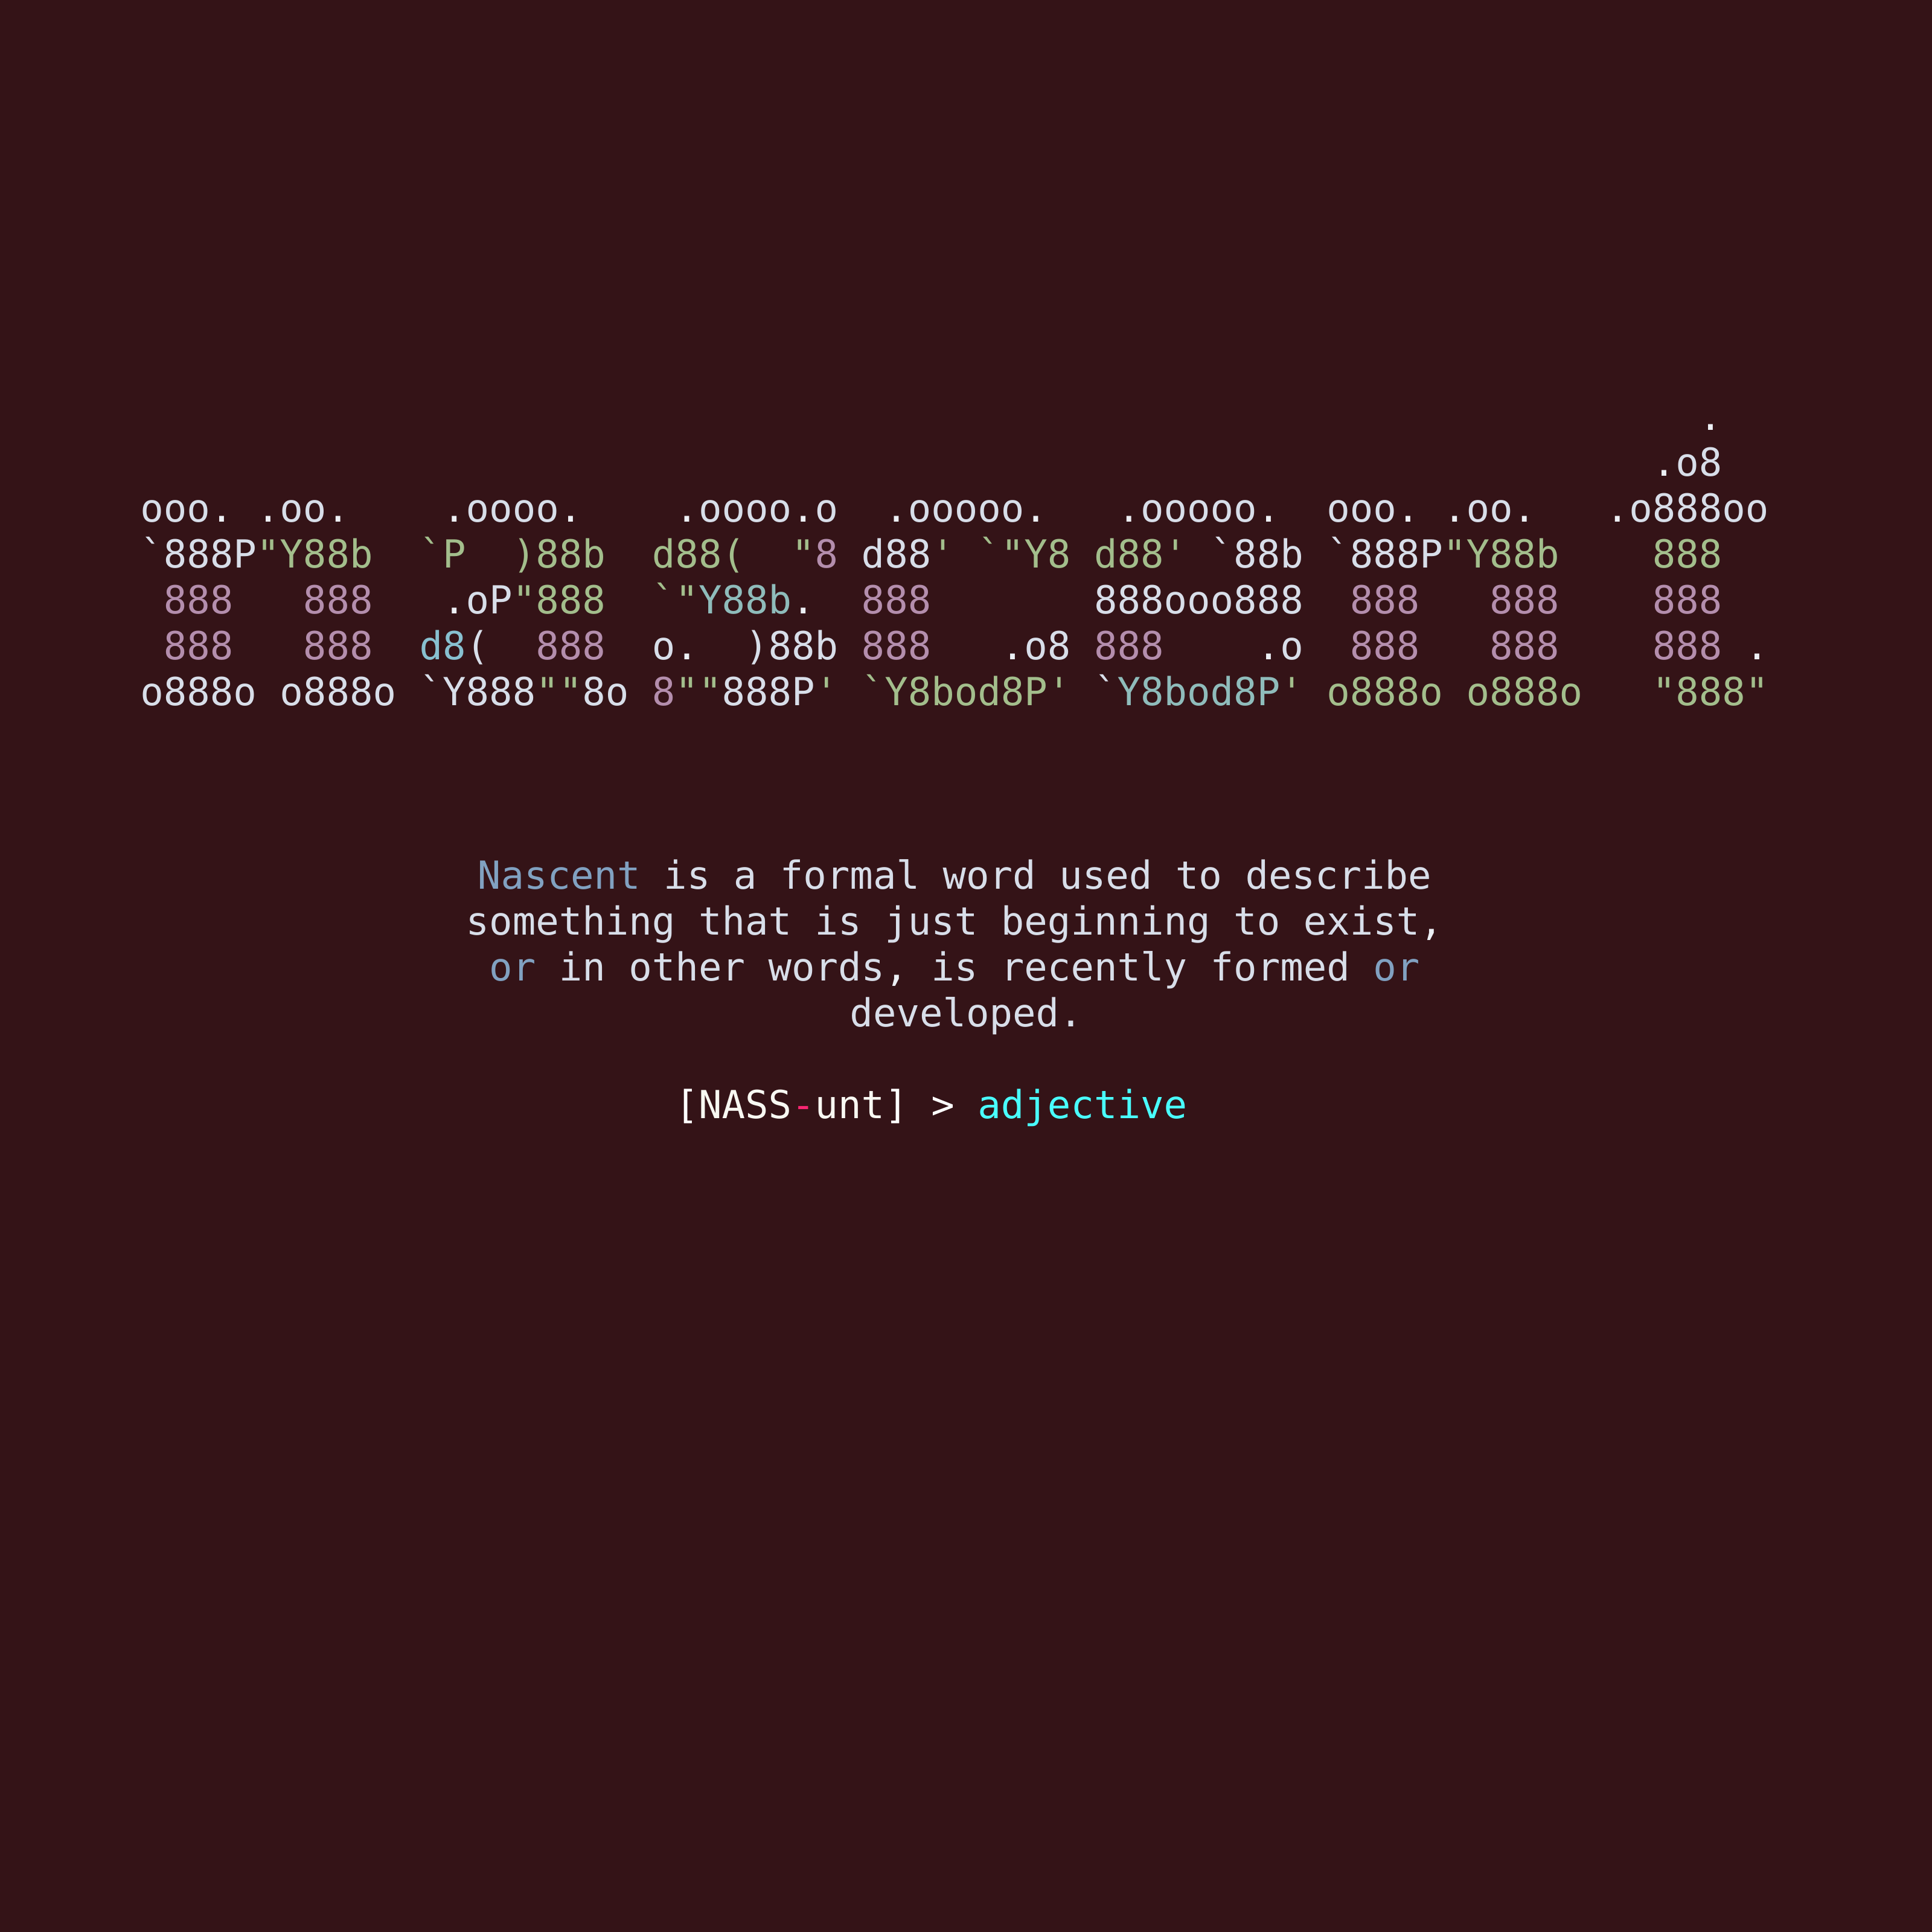 nascent
Nascent is a formal word used to describe
something that is just beginning to exist,
or in other words, is recently formed or
developed.
[NASS-unt] > adjective